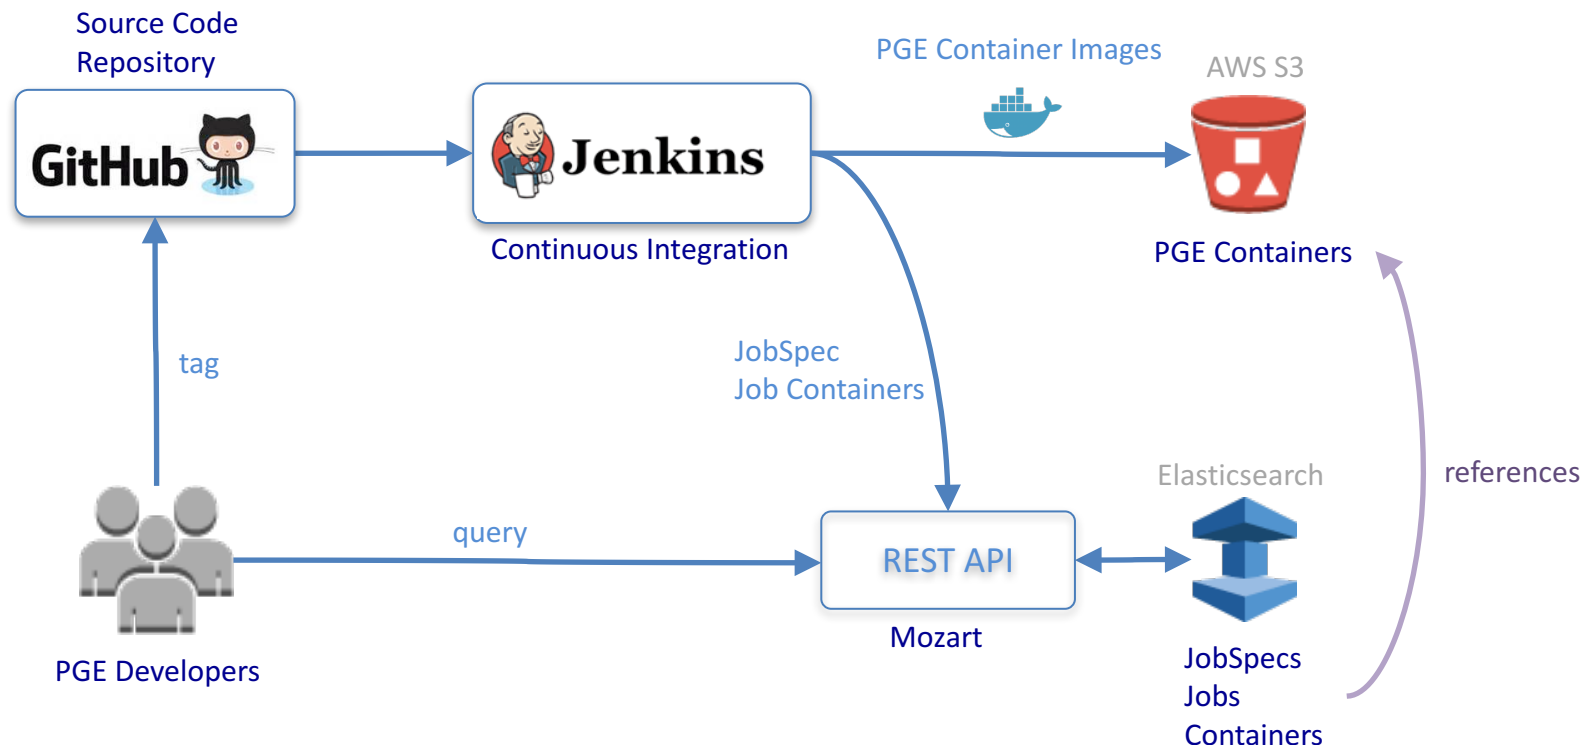 Source Code
Repository
PGE Container Images
AWS S3
GitHub
Jenkins
Continuous Integration
PGE Containers
tag
JobSpec
Job Containers
Elasticsearch
references
query
REST API
Mozart
PGE Developers
JobSpecs
Jobs
Containers